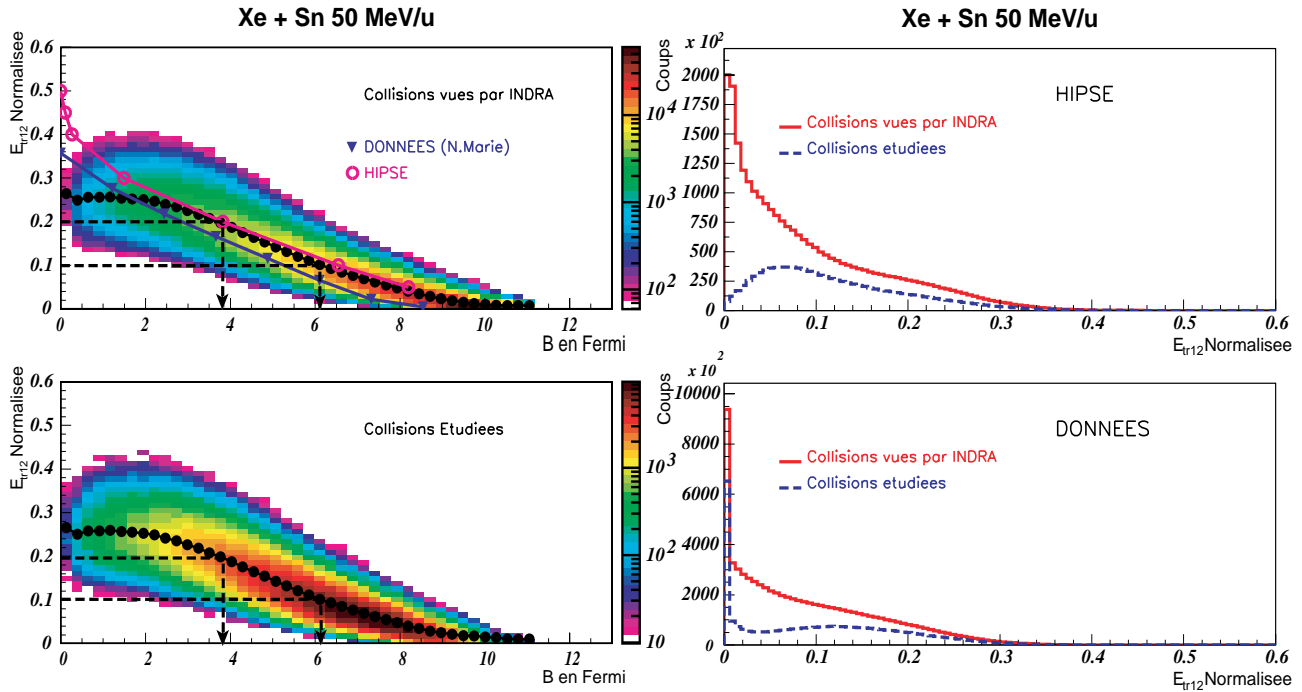 Xe + Sn 50 MeV/u
E_tr12 Normalisee
0.6
0.5
0.4
0.3
0.2
0.1
0
0 2 4 6 8 10 12
B en Fermi
Collisions vues par INDRA
DONNEES (N.Marie)
HIPSE
Coups
10^4
10^3
10^2
Xe + Sn 50 MeV/u
x 10^2
2000
1750
1500
1250
1000
750
500
250
0
0 0.1 0.2 0.3 0.4 0.5 0.6
E_tr12 Normalisee
HIPSE
Collisions vues par INDRA
Collisions etudiees
E_tr12 Normalisee
0.6
0.5
0.4
0.3
0.2
0.1
0
0 2 4 6 8 10 12
B en Fermi
Collisions Etudiees
Coups
10^3
10^2
10
x 10^2
10000
8000
6000
4000
2000
0
0 0.1 0.2 0.3 0.4 0.5 0.6
E_tr12 Normalisee
DONNEES
Collisions vues par INDRA
Collisions etudiees